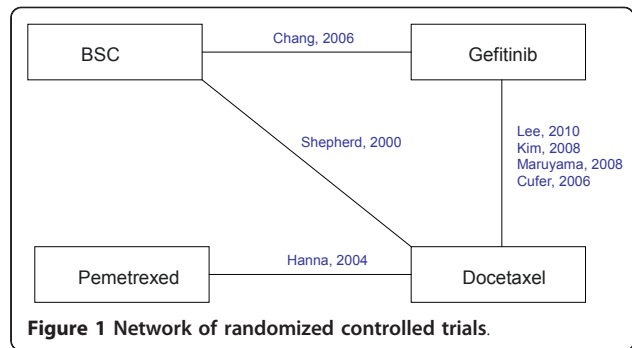 BSC
Chang, 2006
Gefitinib
Shepherd, 2000
Lee, 2010
Kim, 2008
Maruyama, 2008
Cufer, 2006
Pemetrexed
Hanna, 2004
Docetaxel
Figure 1 Network of randomized controlled trials.